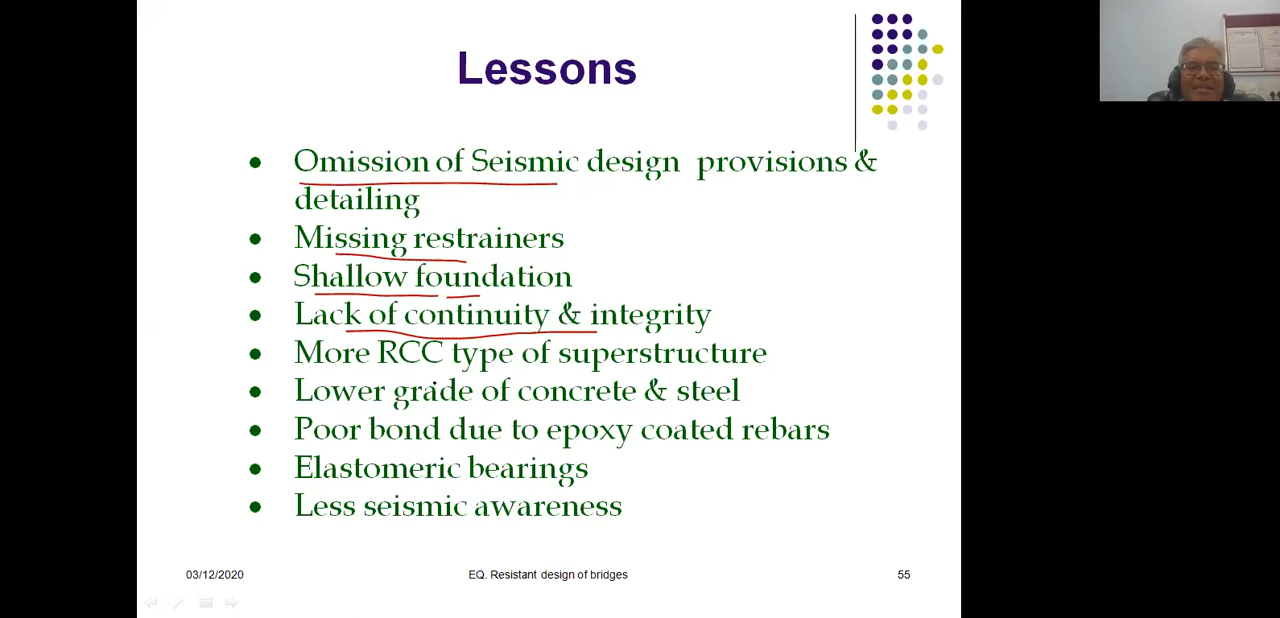 Lessons
Omission of Seismic design provisions &
detailing
Missing restrainers
Shallow foundation
Lack of continuity & integrity
More RCC type of superstructure
Lower grade of concrete & steel
Poor bond due to epoxy coated rebars
Elastomeric bearings
Less seismic awareness
03/12/2020
EQ. Resistant design of bridges
55